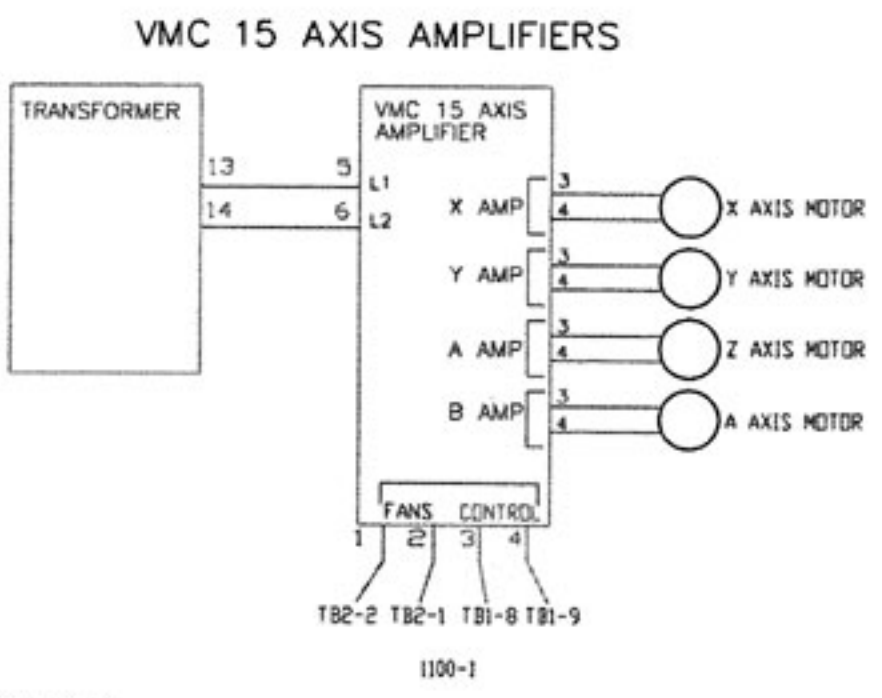 VMC 15 AXIS AMPLIFIERS
TRANSFORMER
VMC 15 AXIS
AMPLIFIER
13 5
L1
14 6
L2
X AMP
3
4
X AXIS MOTOR
Y AMP
3
4
Y AXIS MOTOR
A AMP
3
4
Z AXIS MOTOR
B AMP
3
4
A AXIS MOTOR
FANS CONTROL
1 2 3 4
TB2-2 TB2-1 TB1-8 TB1-9
1100-1